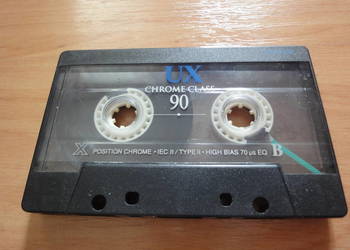 UX
CHROME CLASS
90
X POSITION CHROME • IEC II / TYPE II • HIGH BIAS 70 µs EQ B